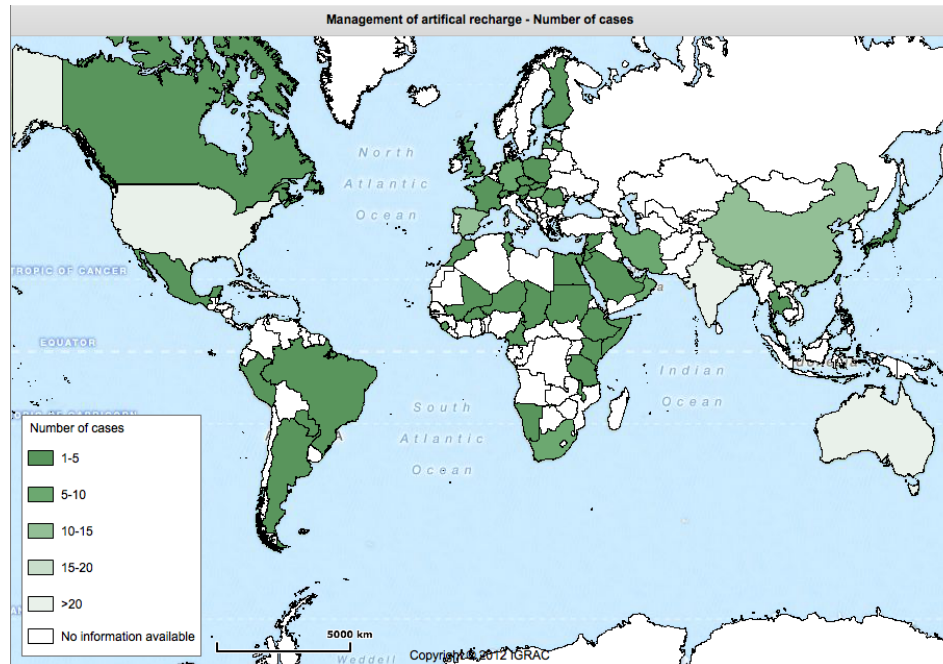 Management of artifical recharge - Number of cases
North
Atlantic
Ocean
TROPIC OF CANCER
EQUATOR
Indian
Ocean
South
Atlantic
Ocean
Number of cases
1-5
5-10
10-15
15-20
>20
No information available
5000 km
Copyright © 2012 IGRAC
Weddell